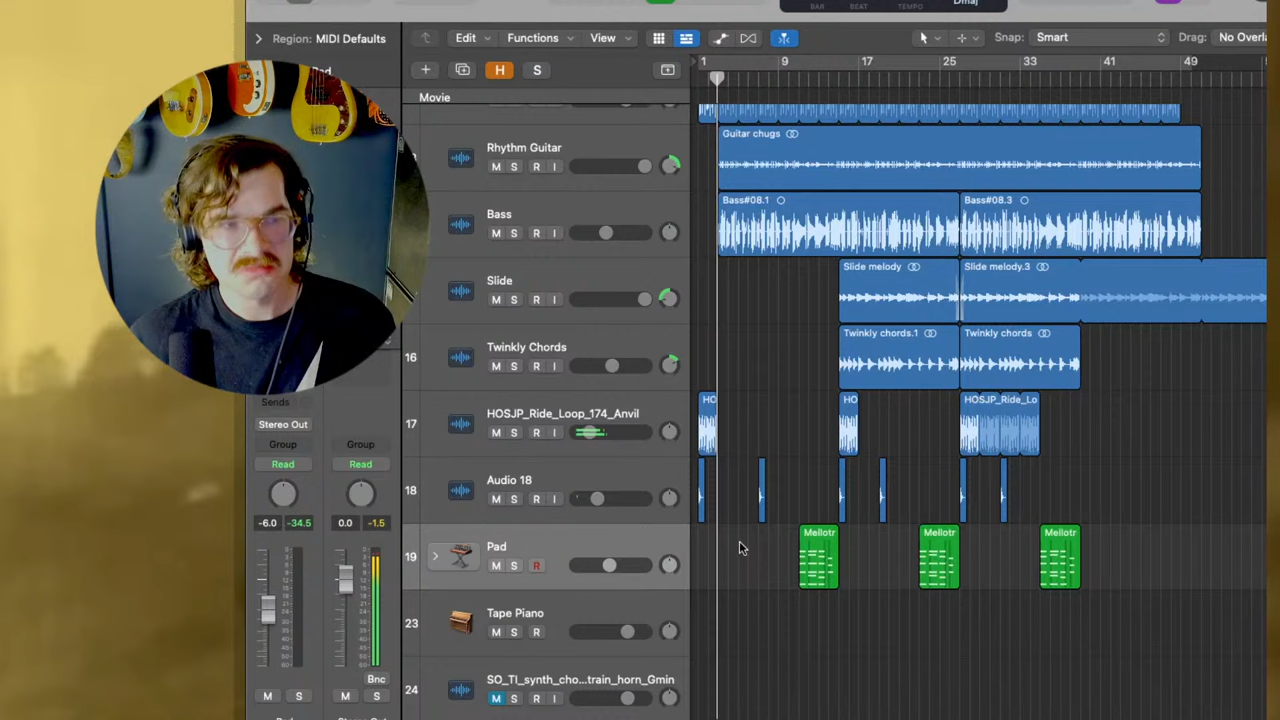 BAR BEAT TEMPO Dmaj
Region: MIDI Defaults
Edit Functions View Snap: Smart Drag: No Overla
H S
1 9 17 25 33 41 49
Movie
Guitar chugs
Rhythm Guitar
M S R I
Bass#08.1 Bass#08.3
Bass
M S R I
Slide melody Slide melody.3
Slide
M S R I
Twinkly chords.1 Twinkly chords
16 Twinkly Chords
M S R I
HO HO HOSJP_Ride_Lo
17 HOSJP_Ride_Loop_174_Anvil
M S R I
18 Audio 18
M S R I
Mellotr Mellotr Mellotr
19 Pad
M S R
23 Tape Piano
M S R
24 SO_TI_synth_cho...train_horn_Gmin
M S R I
Sends
Stereo Out
Group Group
Read Read
-6.0 -34.5 0.0 -1.5
Bnc
M S M S